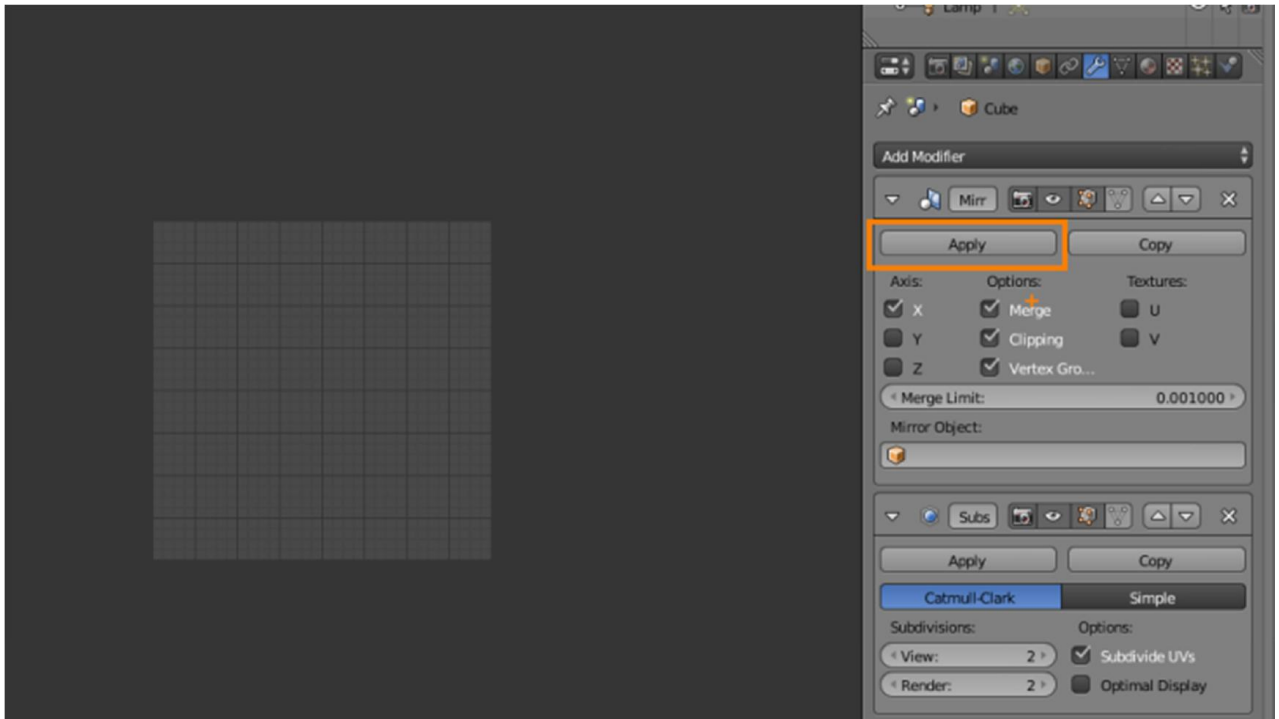 Lamp
Cube
Add Modifier
Mirr
Apply Copy
Axis: Options: Textures:
X Merge U
Y Clipping V
Z Vertex Gro...
Merge Limit: 0.001000
Mirror Object:
Subs
Apply Copy
Catmull-Clark Simple
Subdivisions: Options:
View: 2 Subdivide UVs
Render: 2 Optimal Display